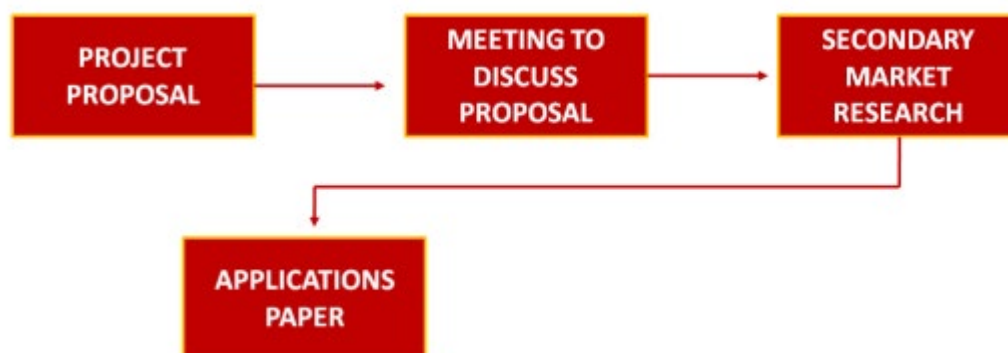 PROJECT
PROPOSAL
MEETING TO
DISCUSS
PROPOSAL
SECONDARY
MARKET
RESEARCH
APPLICATIONS
PAPER